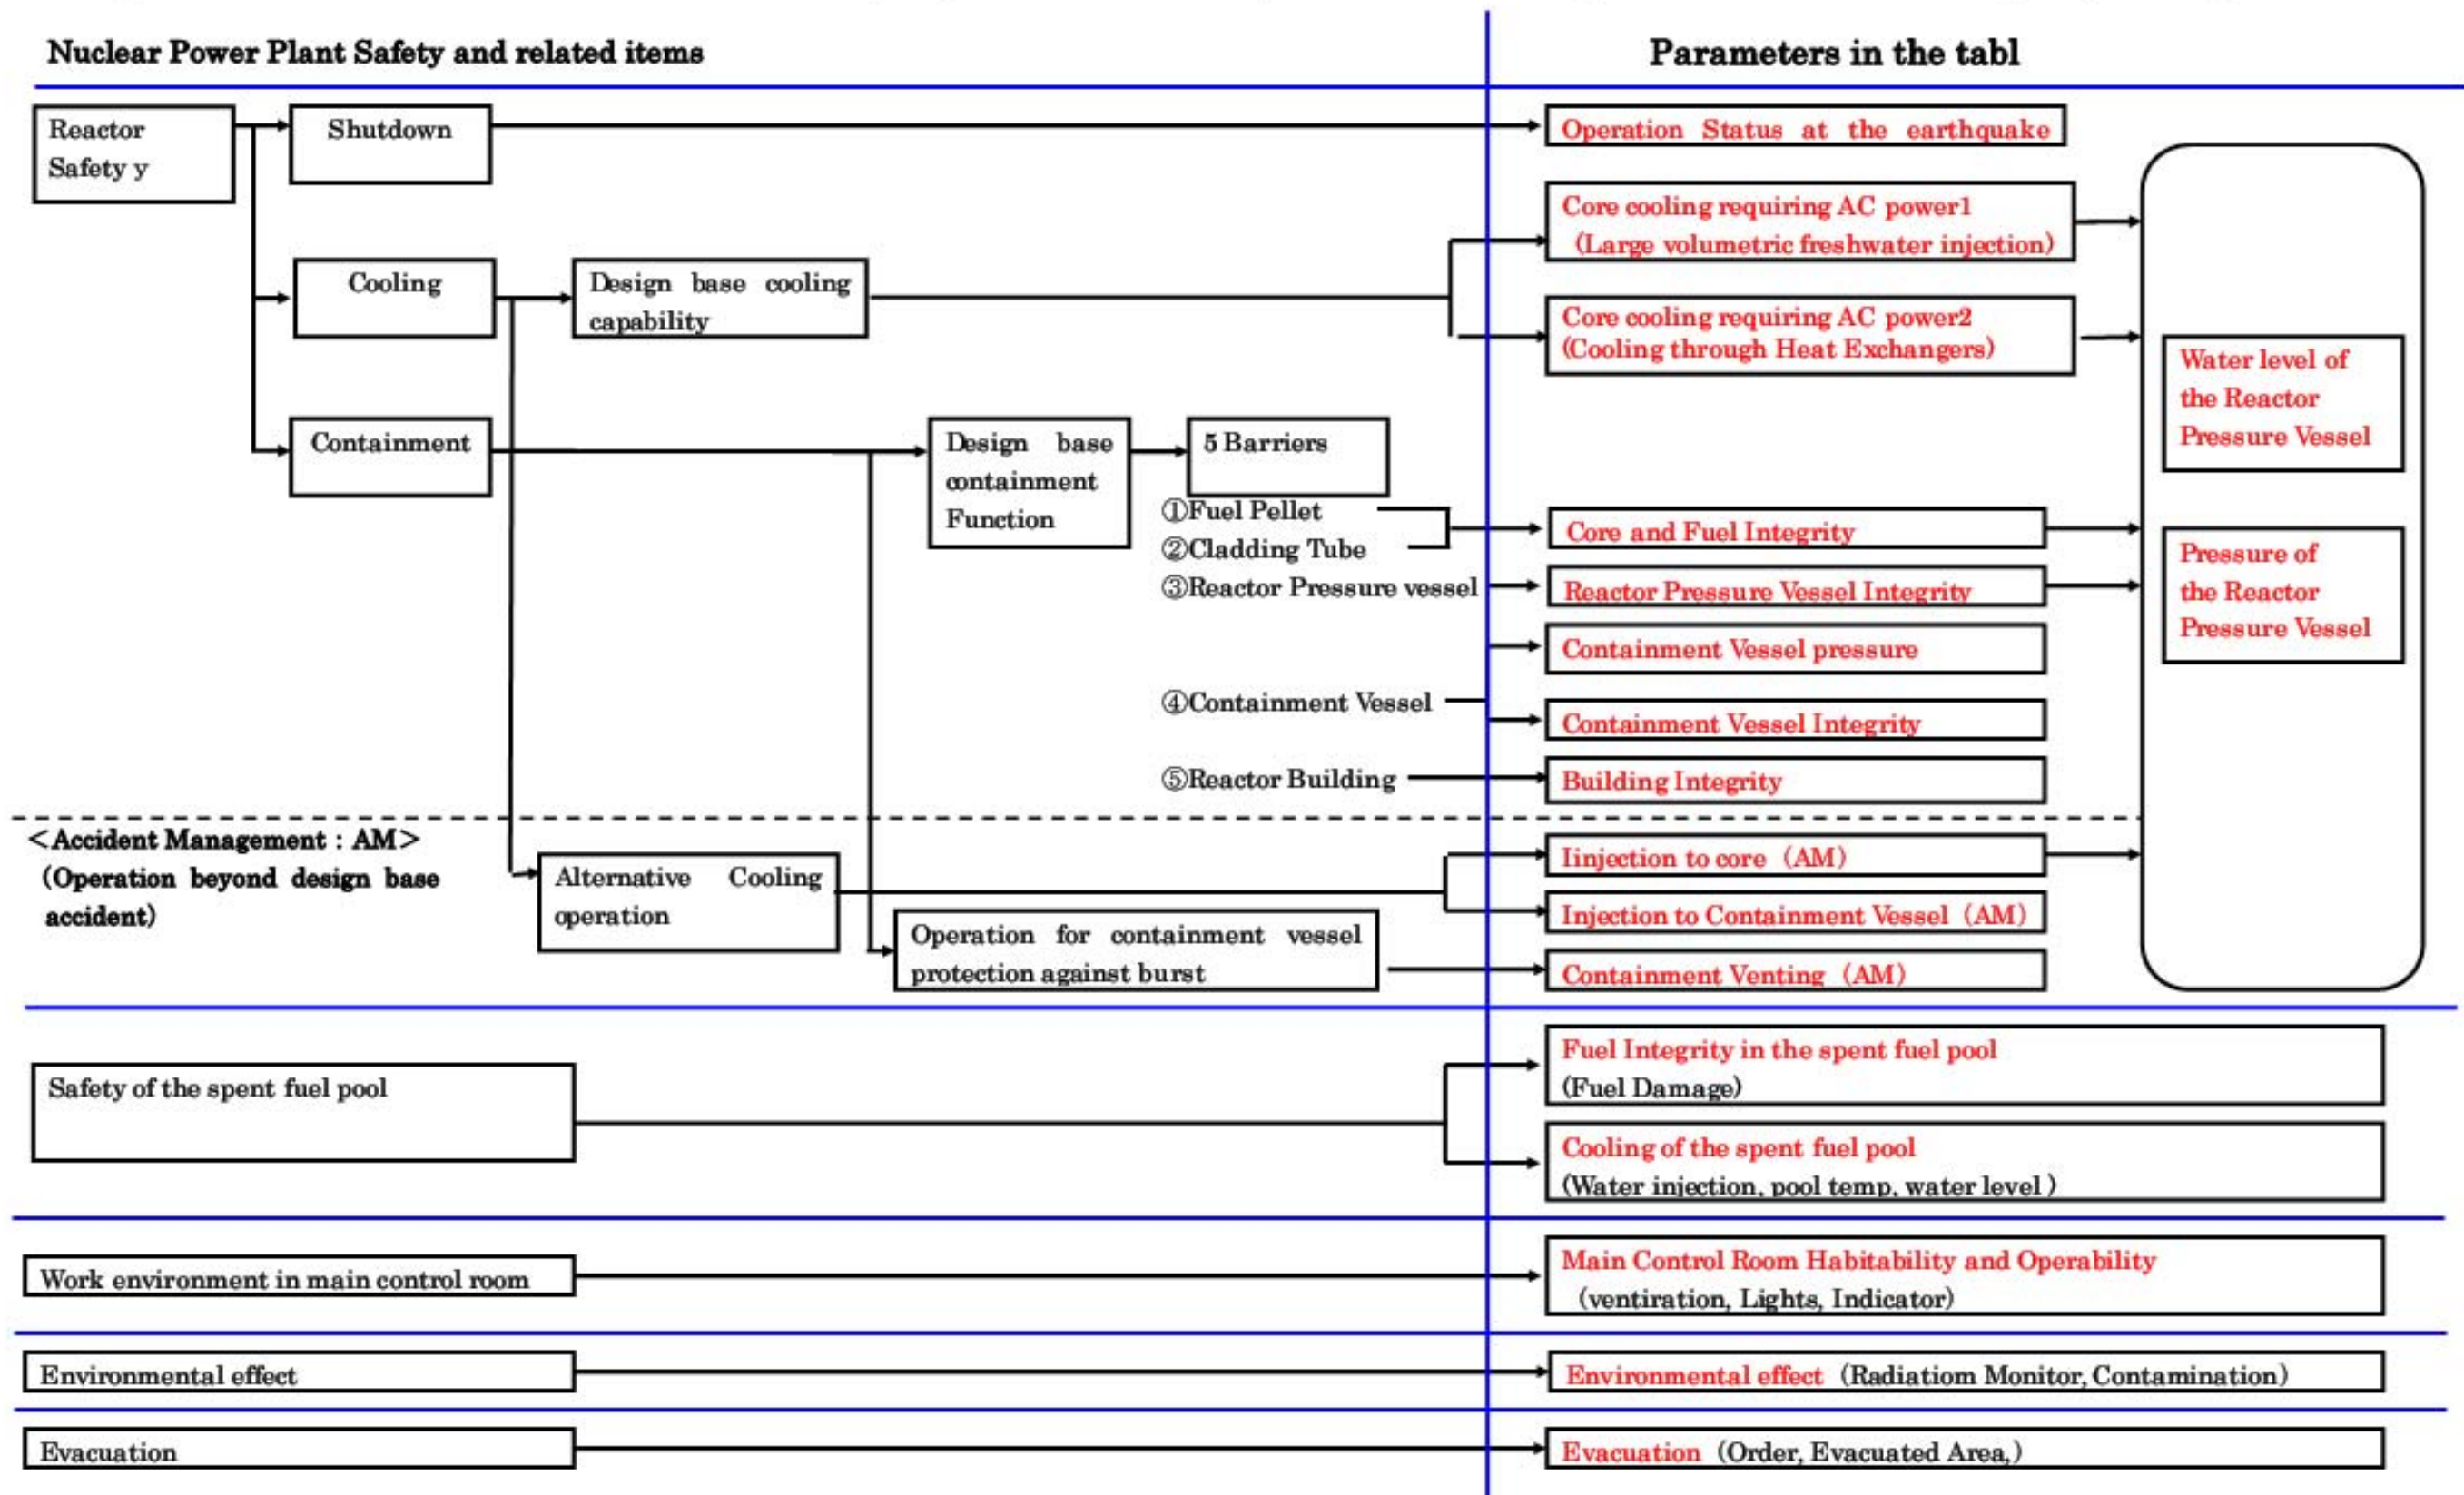 Nuclear Power Plant Safety and related items
Parameters in the tabl
Reactor
Safety y
Shutdown
Operation Status at the earthquake
Core cooling requiring AC power1
(Large volumetric freshwater injection)
Cooling
Design base cooling
capability
Core cooling requiring AC power2
(Cooling through Heat Exchangers)
Water level of
the Reactor
Pressure Vessel
Containment
Design base
containment
Function
5 Barriers
①Fuel Pellet
②Cladding Tube
③Reactor Pressure vessel
④Containment Vessel
⑤Reactor Building
Core and Fuel Integrity
Reactor Pressure Vessel Integrity
Containment Vessel pressure
Containment Vessel Integrity
Building Integrity
Pressure of
the Reactor
Pressure Vessel
<Accident Management : AM>
(Operation beyond design base
accident)
Alternative Cooling
operation
Operation for containment vessel
protection against burst
Iinjection to core (AM)
Injection to Containment Vessel (AM)
Containment Venting (AM)
Safety of the spent fuel pool
Fuel Integrity in the spent fuel pool
(Fuel Damage)
Cooling of the spent fuel pool
(Water injection, pool temp, water level )
Work environment in main control room
Main Control Room Habitability and Operability
(ventiration, Lights, Indicator)
Environmental effect
Environmental effect (Radiatiom Monitor, Contamination)
Evacuation
Evacuation (Order, Evacuated Area,)